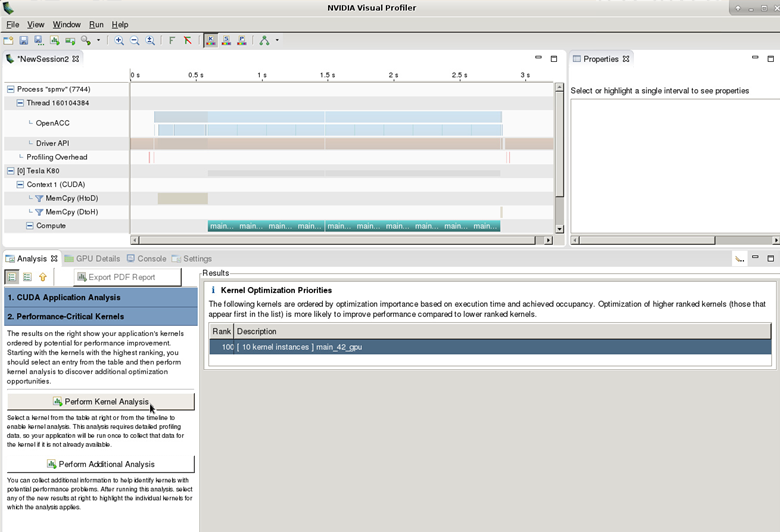 NVIDIA Visual Profiler
File View Window Run Help
*NewSession2
0 s 0.5 s 1 s 1.5 s 2 s 2.5 s 3 s
Process "spmv" (7744)
Thread 160104384
OpenACC
Driver API
Profiling Overhead
[0] Tesla K80
Context 1 (CUDA)
MemCpy (HtoD)
MemCpy (DtoH)
Compute
main... main... main... main... main... main... main... main... main... main...
Properties
Select or highlight a single interval to see properties
Analysis GPU Details Console Settings
Export PDF Report
1. CUDA Application Analysis
2. Performance-Critical Kernels
The results on the right show your application's kernels
ordered by potential for performance improvement.
Starting with the kernels with the highest ranking, you
should select an entry from the table and then perform
kernel analysis to discover additional optimization
opportunities.
Perform Kernel Analysis
Select a kernel from the table at right or from the timeline to
enable kernel analysis. This analysis requires detailed profiling
data, so your application will be run once to collect that data for
the kernel if it is not already available.
Perform Additional Analysis
You can collect additional information to help identify kernels with
potential performance problems. After running this analysis, select
any of the new results at right to highlight the individual kernels for
which the analysis applies.
Results
i Kernel Optimization Priorities
The following kernels are ordered by optimization importance based on execution time and achieved occupancy. Optimization of higher ranked kernels (those that
appear first in the list) is more likely to improve performance compared to lower ranked kernels.
Rank Description
100 [ 10 kernel instances ] main_42_gpu